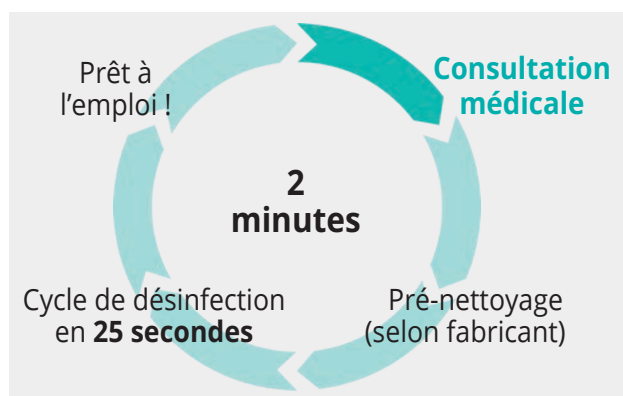 Prêt à
l’emploi !
Consultation
médicale
2
minutes
Cycle de désinfection
en 25 secondes
Pré-nettoyage
(selon fabricant)